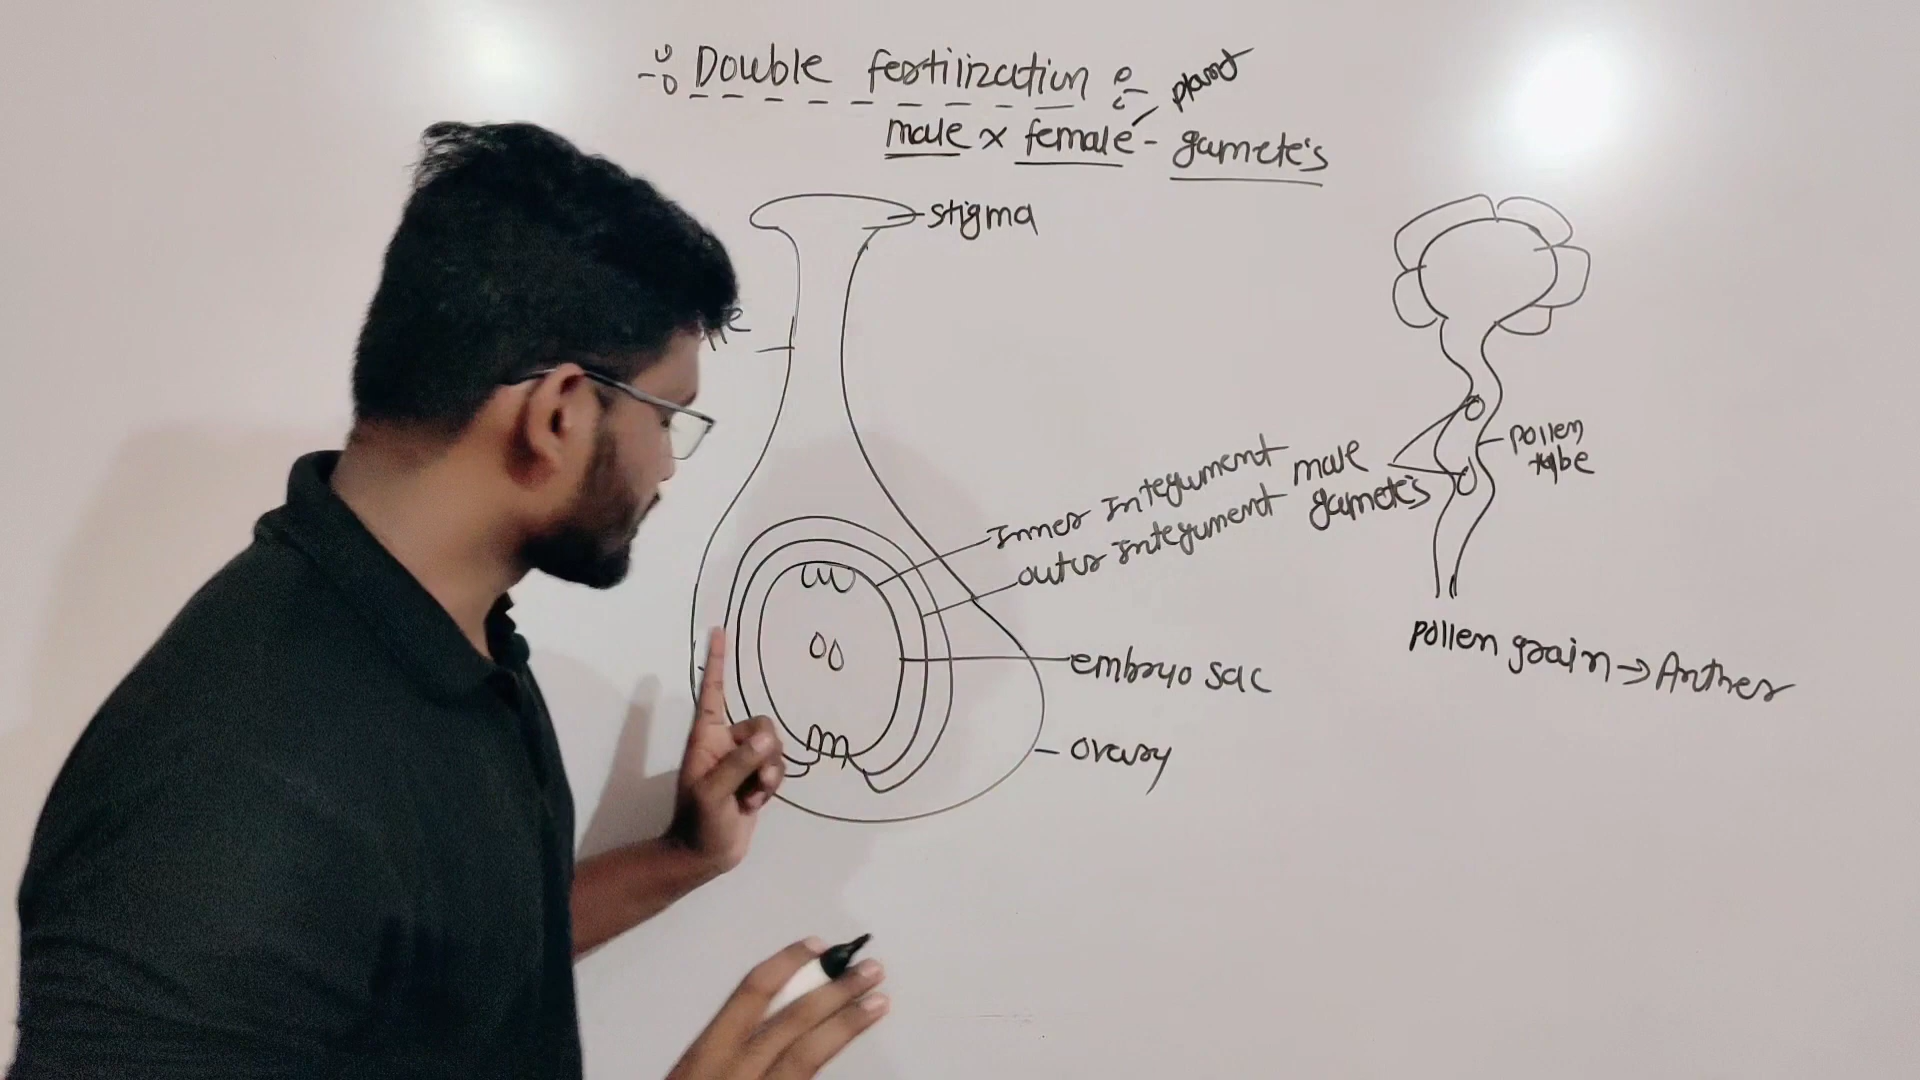 Double fertilization
plant
male x female - gamete's
stigma
Inner Integument
outer Integument
male
gamete's
pollen
tube
embryo sac
ovary
pollen grain → Anther